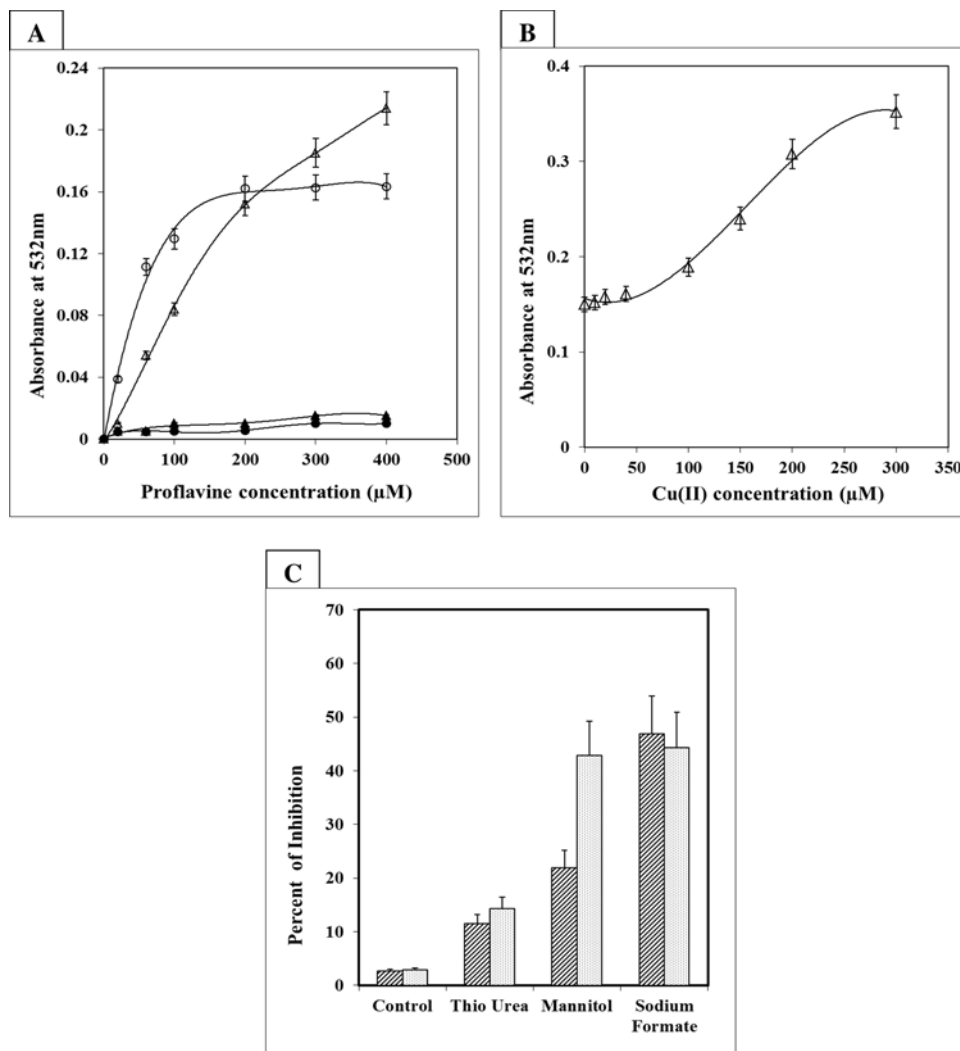 A
Absorbance at 532nm
0.24
0.2
0.16
0.12
0.08
0.04
0
0 100 200 300 400 500
Proflavine concentration (µM)
B
Absorbance at 532nm
0.4
0.3
0.2
0.1
0
0 50 100 150 200 250 300 350
Cu(II) concentration (µM)
C
Percent of Inhibition
70
60
50
40
30
20
10
0
Control Thio Urea Mannitol Sodium
Formate